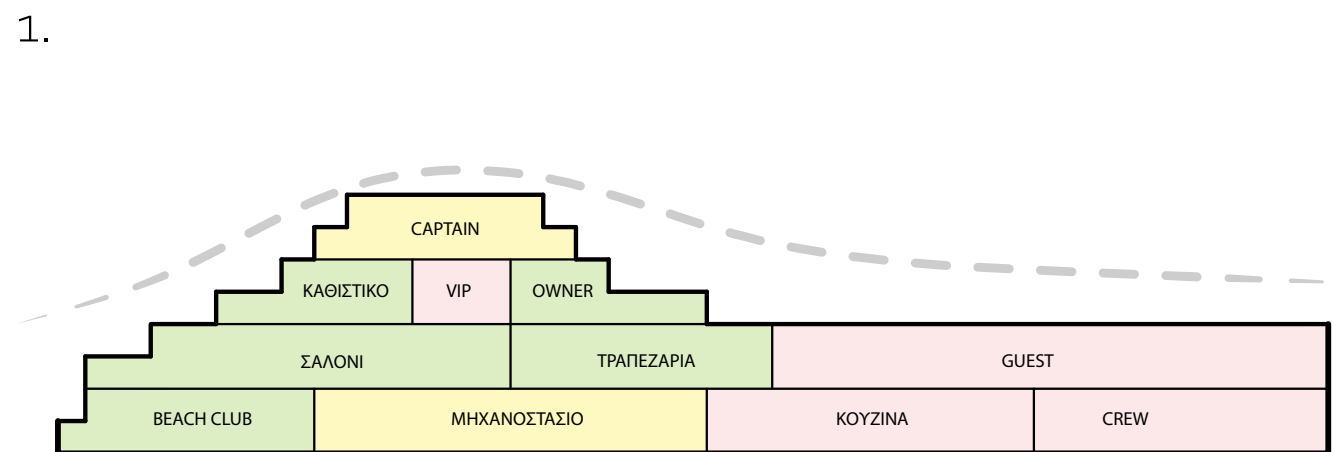 1.
CAPTAIN
ΚΑΘΙΣΤΙΚΟ VIP OWNER
ΣΑΛΟΝΙ ΤΡΑΠΕΖΑΡΙΑ GUEST
BEACH CLUB ΜΗΧΑΝΟΣΤΑΣΙΟ ΚΟΥΖΙΝΑ CREW